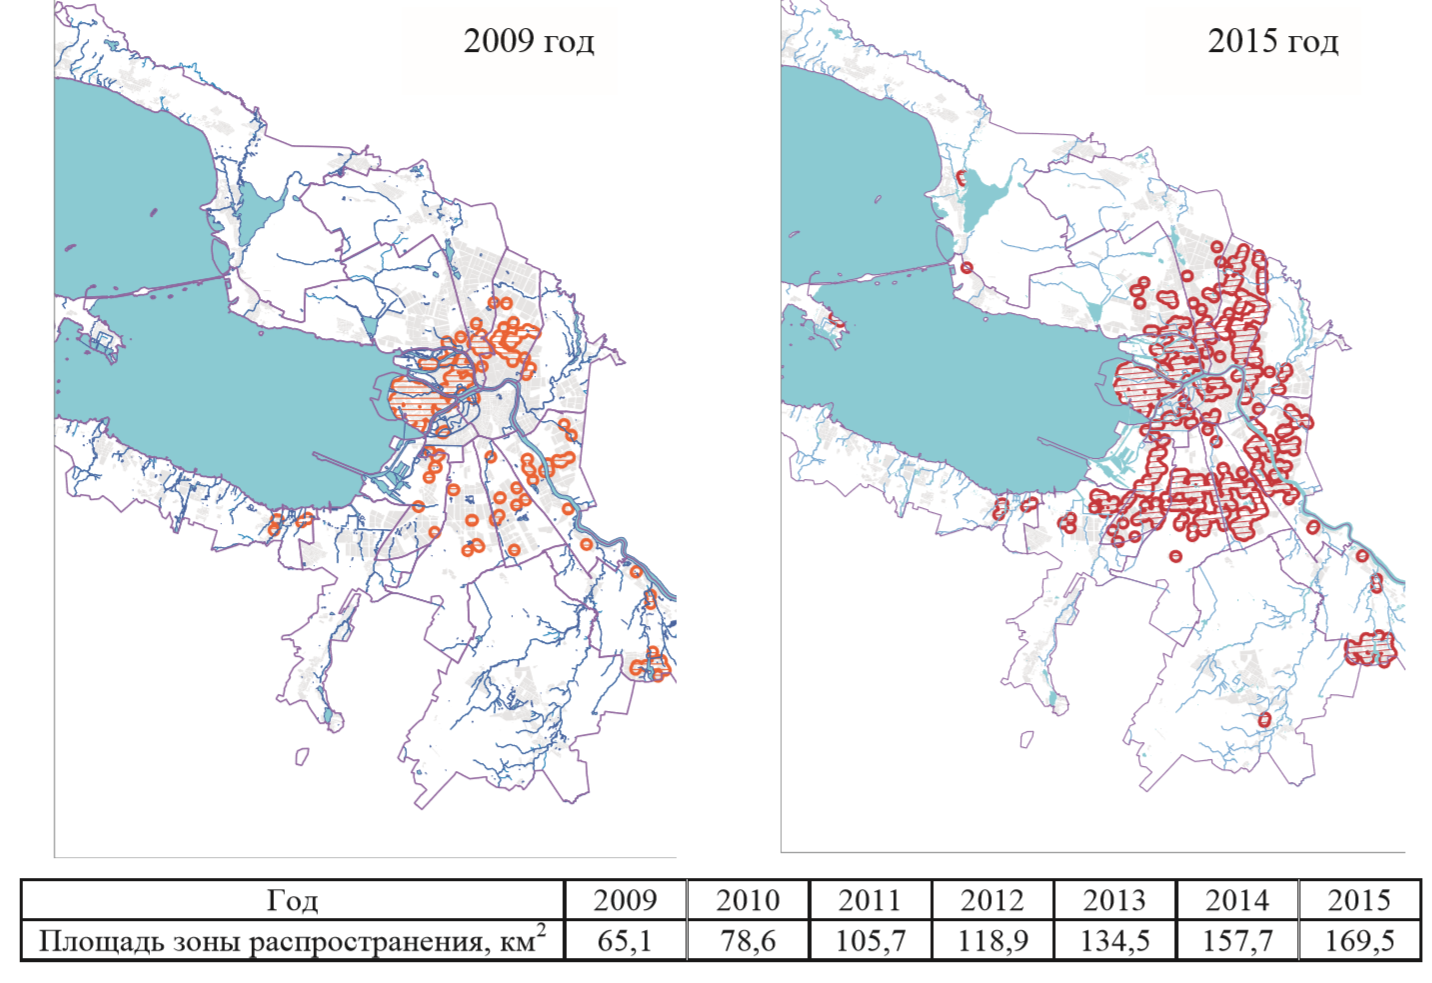 2009 год
2015 год
Год 2009 2010 2011 2012 2013 2014 2015
Площадь зоны распространения, км² 65,1 78,6 105,7 118,9 134,5 157,7 169,5